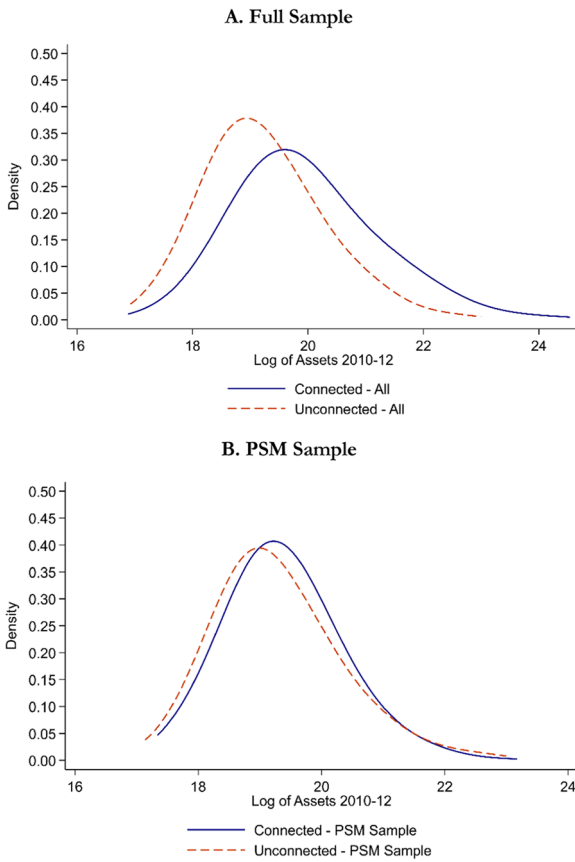 A. Full Sample
0.50
0.45
0.40
0.35
0.30
0.25
0.20
0.15
0.10
0.05
0.00
Density
16 18 20 22 24
Log of Assets 2010-12
Connected - All
Unconnected - All
B. PSM Sample
0.50
0.45
0.40
0.35
0.30
0.25
0.20
0.15
0.10
0.05
0.00
Density
16 18 20 22 24
Log of Assets 2010-12
Connected - PSM Sample
Unconnected - PSM Sample